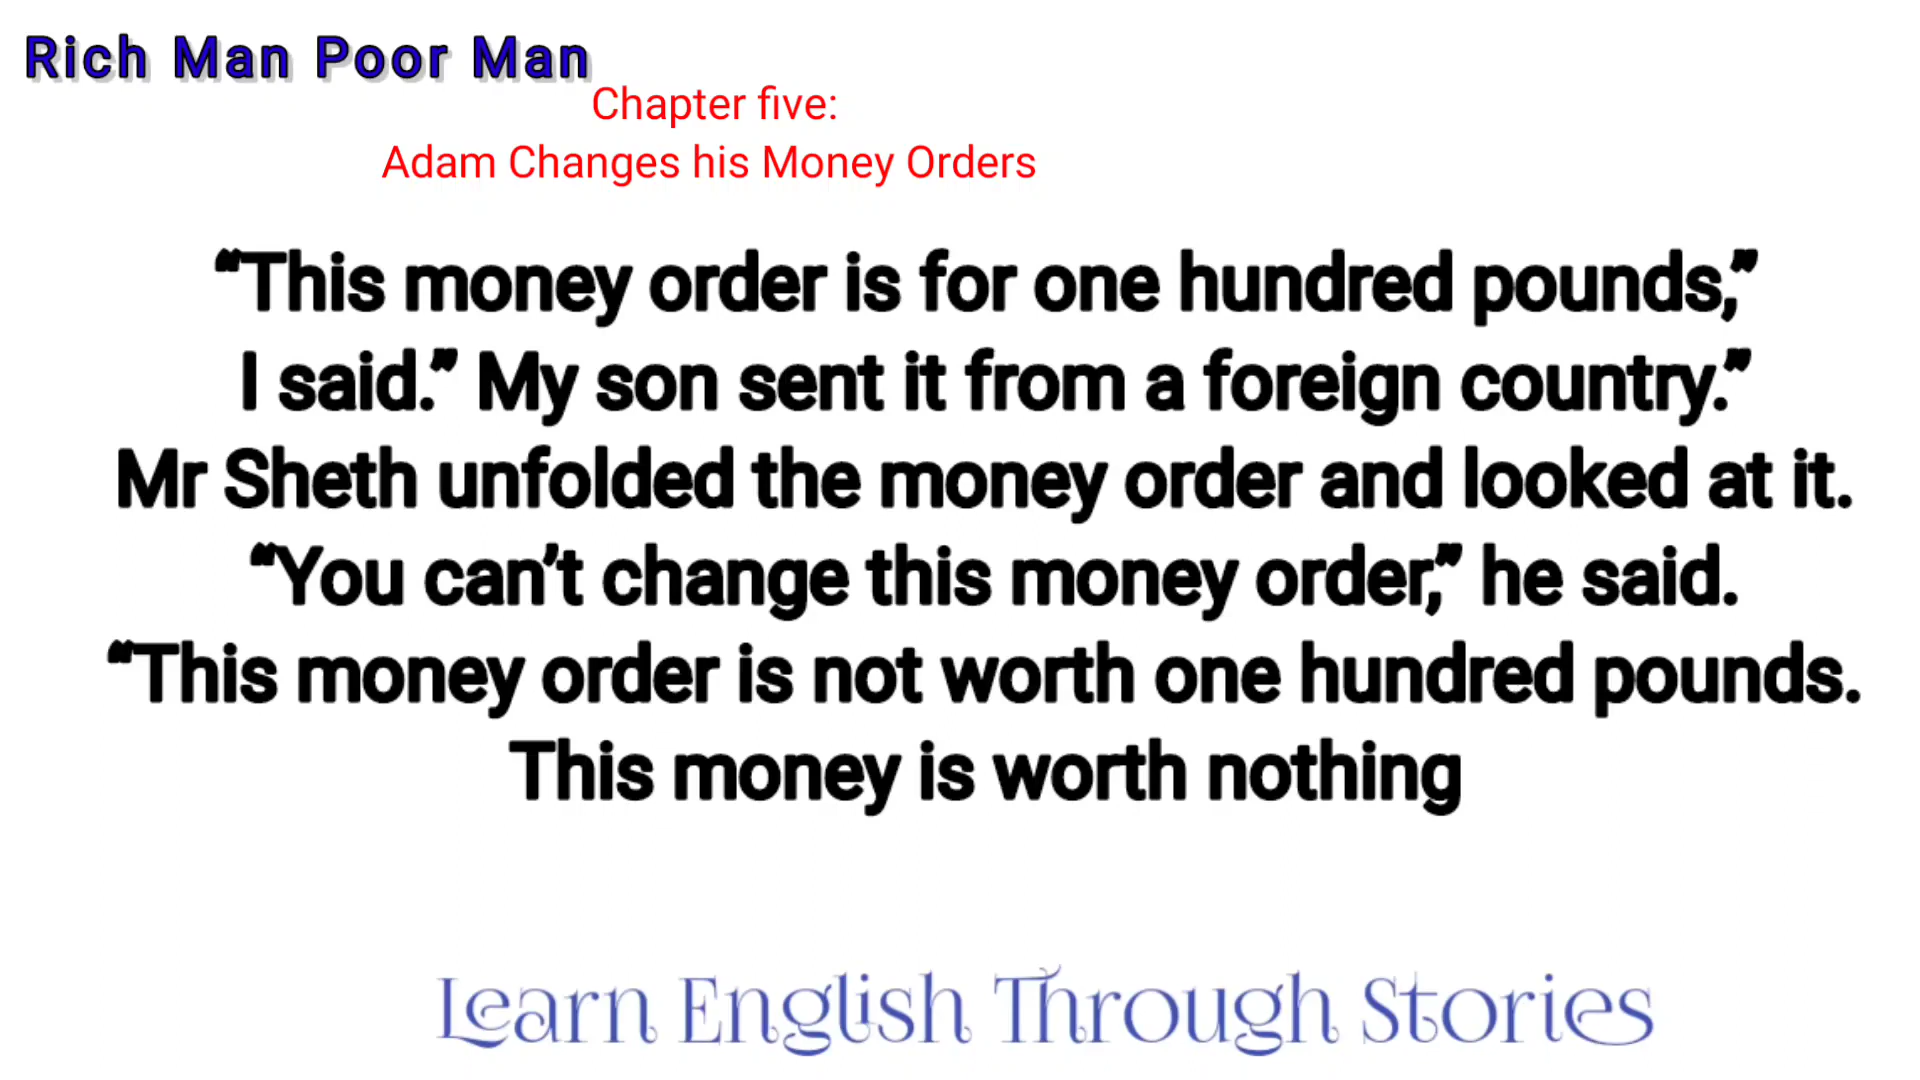 Rich Man Poor Man
Chapter five:
Adam Changes his Money Orders
“This money order is for one hundred pounds,”
I said.” My son sent it from a foreign country.”
Mr Sheth unfolded the money order and looked at it.
“You can’t change this money order,” he said.
“This money order is not worth one hundred pounds.
This money is worth nothing
Learn English Through Stories